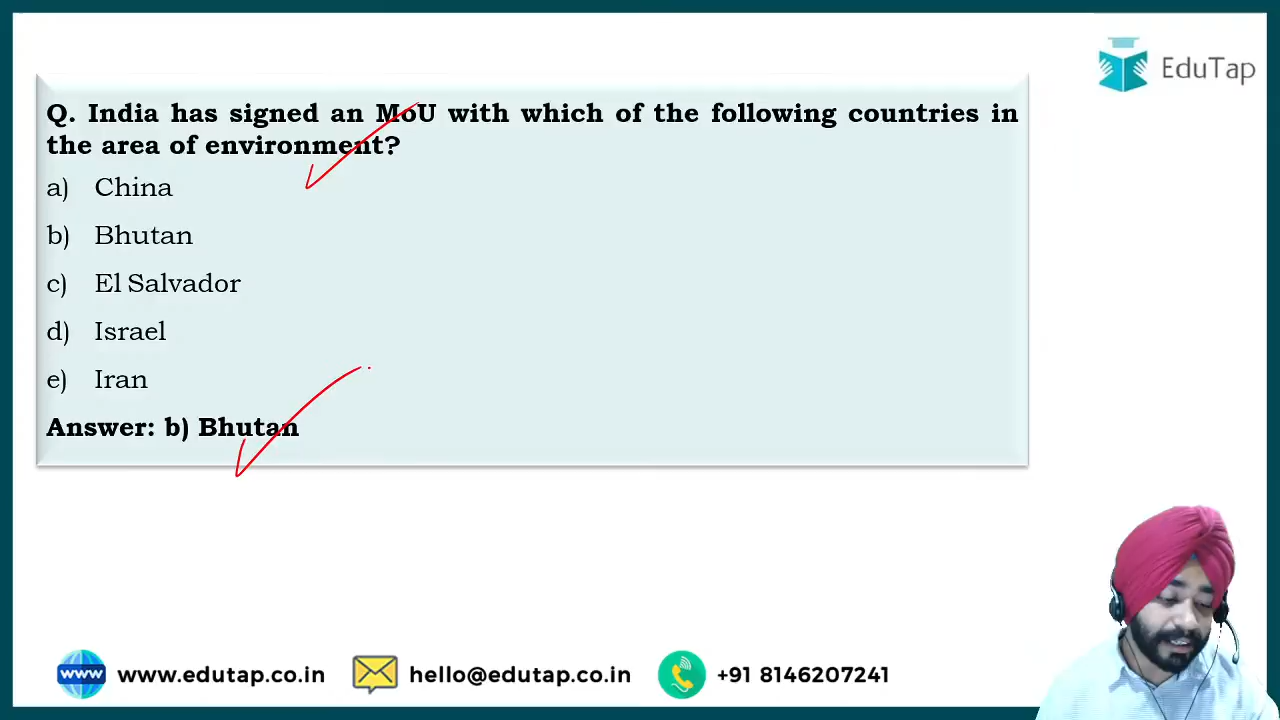 EduTap
Q. India has signed an MoU with which of the following countries in
the area of environment?
a) China
b) Bhutan
c) El Salvador
d) Israel
e) Iran
Answer: b) Bhutan
www www.edutap.co.in hello@edutap.co.in +91 8146207241